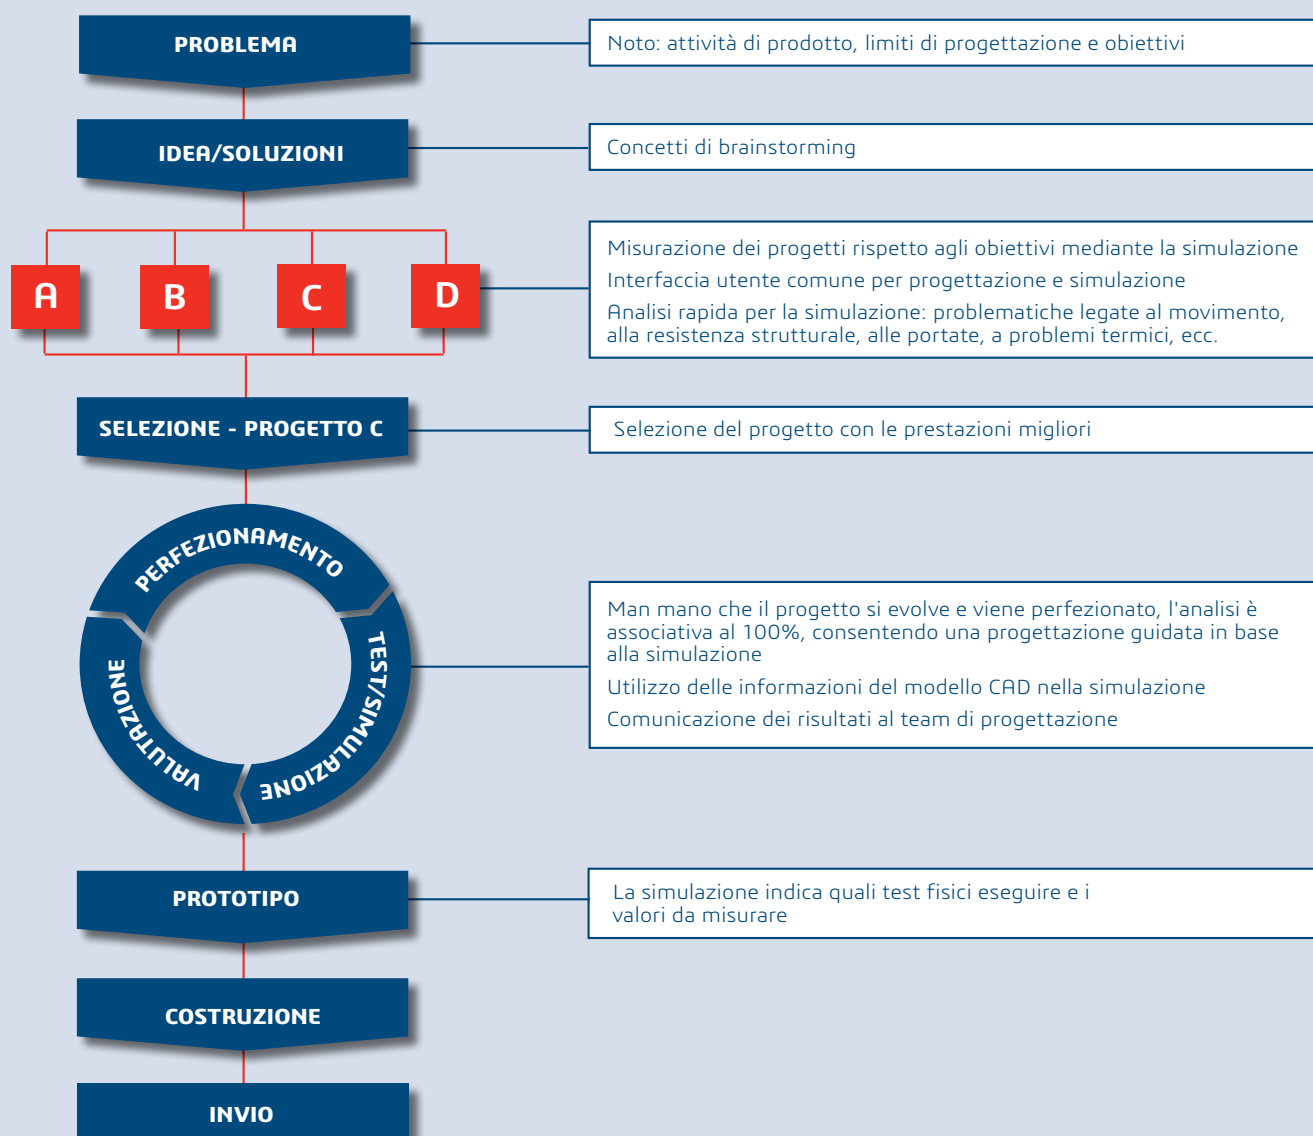 PROBLEMA
Noto: attività di prodotto, limiti di progettazione e obiettivi
IDEA/SOLUZIONI
Concetti di brainstorming
A
B
C
D
Misurazione dei progetti rispetto agli obiettivi mediante la simulazione
Interfaccia utente comune per progettazione e simulazione
Analisi rapida per la simulazione: problematiche legate al movimento,
alla resistenza strutturale, alle portate, a problemi termici, ecc.
SELEZIONE - PROGETTO C
Selezione del progetto con le prestazioni migliori
PERFEZIONAMENTO
TEST/SIMULAZIONE
VALUTAZIONE
Man mano che il progetto si evolve e viene perfezionato, l'analisi è
associativa al 100%, consentendo una progettazione guidata in base
alla simulazione
Utilizzo delle informazioni del modello CAD nella simulazione
Comunicazione dei risultati al team di progettazione
PROTOTIPO
La simulazione indica quali test fisici eseguire e i
valori da misurare
COSTRUZIONE
INVIO